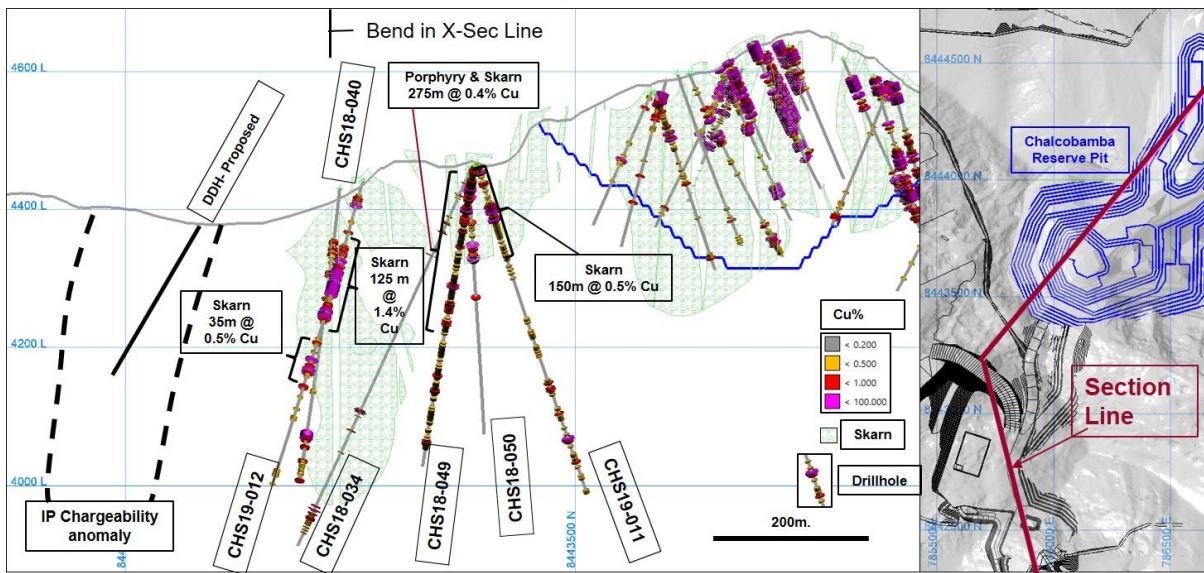 Bend in X-Sec Line
4600 L
4400 L
4200 L
4000 L
DDH- Proposed
CHS18-040
Porphyry & Skarn
275m @ 0.4% Cu
Skarn
35m @
0.5% Cu
Skarn
125 m
@
1.4%
Cu
Skarn
150m @ 0.5% Cu
IP Chargeability
anomaly
CHS19-012
CHS18-034
CHS18-049
CHS18-050
CHS19-011
8443500 N
Cu%
< 0.200
< 0.500
< 1.000
< 100.000
Skarn
Drillhole
200m.
8444500 N
Chalcobamba
Reserve Pit
8444000 N
8443500 N
Section
Line
8442500 N